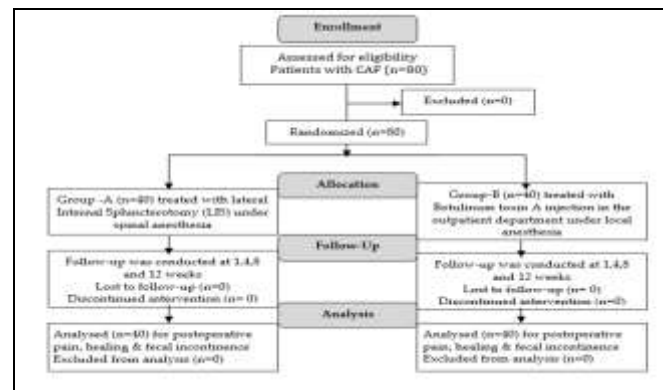 Enrollment
Assessed for eligibility
Patients with CAF (n=80)
Excluded (n=0)
Randomized (n=80)
Allocation
Group -A (n=40) treated with lateral
Internal Sphincterotomy (LIS) under
spinal anesthesia
Group-B (n=40) treated with
Botulinum toxin A injection in the
outpatient department under local
anesthesia
Follow-Up
Follow-up was conducted at 1,4,8
and 12 weeks
Lost to follow-up (n=0)
Discontinued intervention (n= 0)
Follow-up was conducted at 1,4,8
and 12 weeks
Lost to follow-up (n= 0)
Discontinued intervention (n=0)
Analysis
Analysed (n=40) for postoperative
pain, healing & fecal incontinence
Excluded from analysis (n=0)
Analysed (n=40) for postoperative
pain, healing & fecal incontinence
Excluded from analysis (n=0)